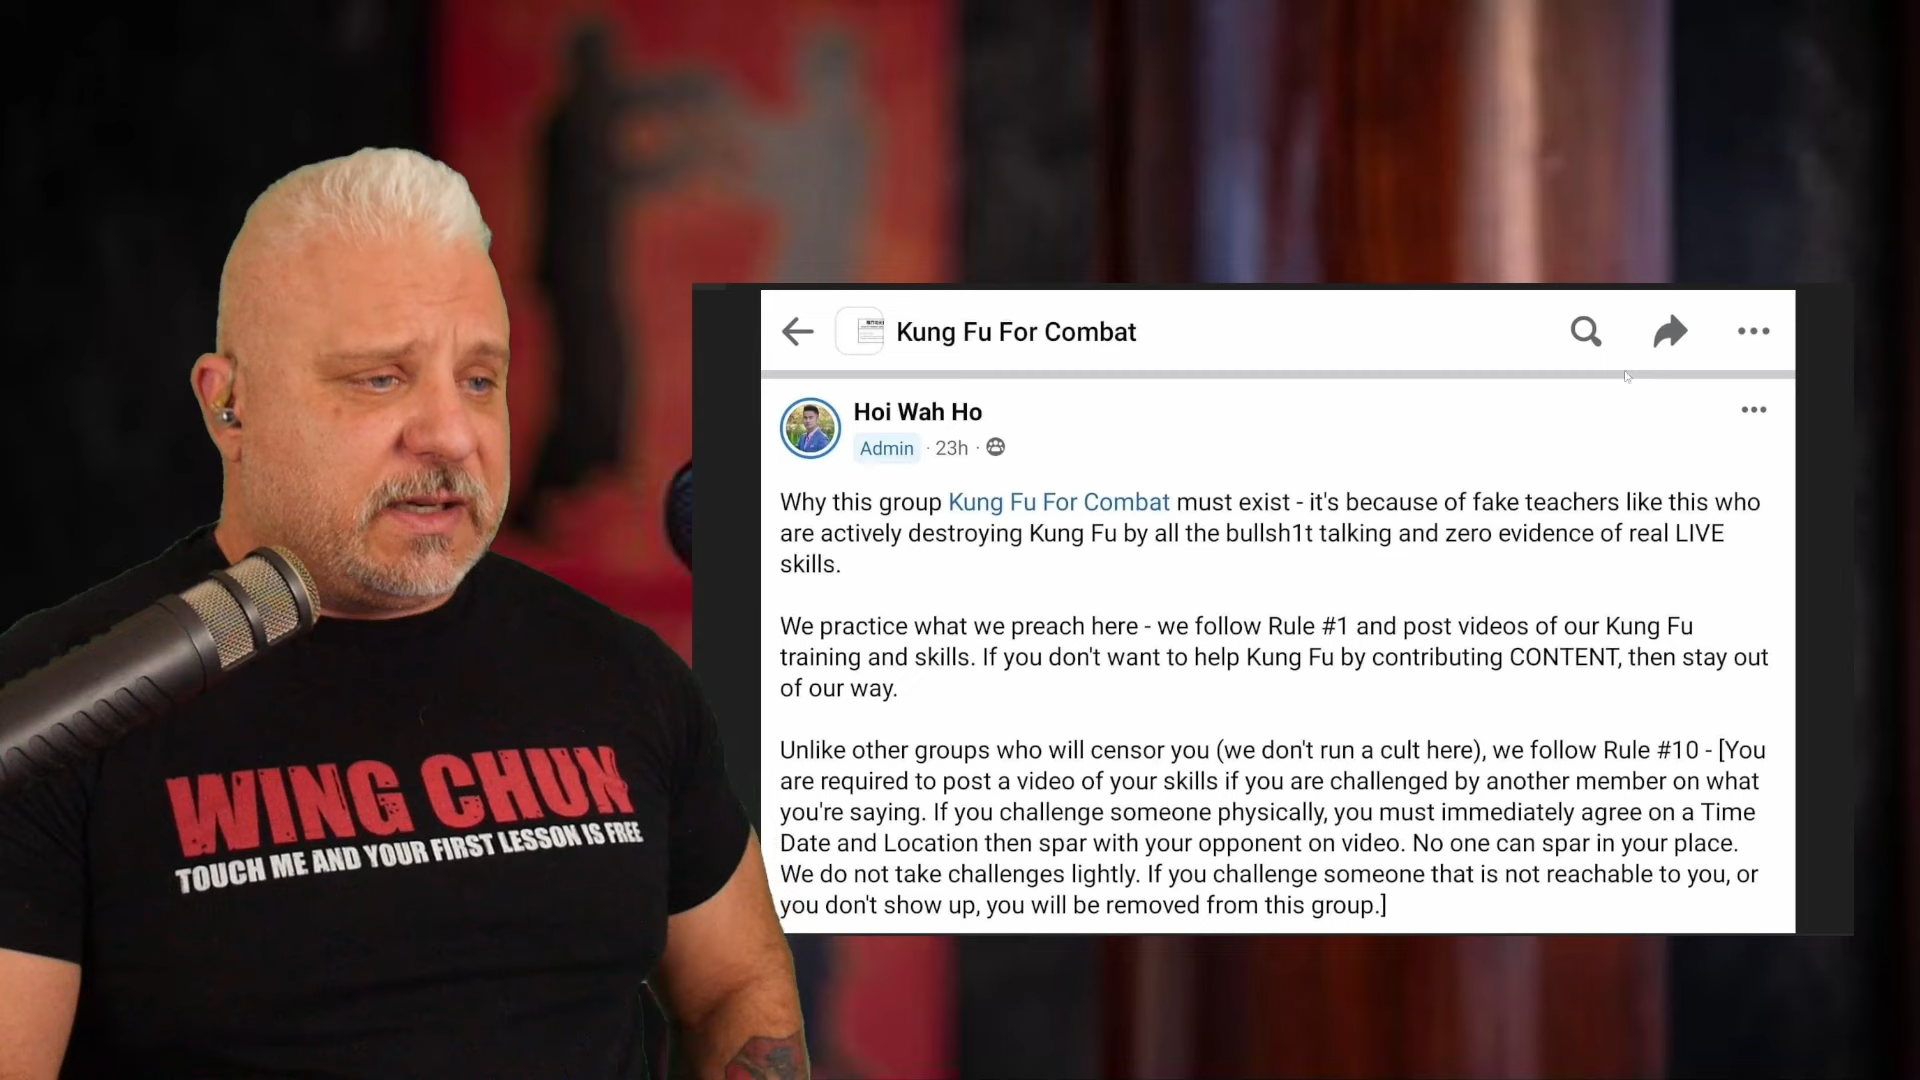 Kung Fu For Combat
Hoi Wah Ho
Admin · 23h ·
Why this group Kung Fu For Combat must exist - it's because of fake teachers like this who
are actively destroying Kung Fu by all the bullsh1t talking and zero evidence of real LIVE
skills.
We practice what we preach here - we follow Rule #1 and post videos of our Kung Fu
training and skills. If you don't want to help Kung Fu by contributing CONTENT, then stay out
of our way.
Unlike other groups who will censor you (we don't run a cult here), we follow Rule #10 - [You
are required to post a video of your skills if you are challenged by another member on what
you're saying. If you challenge someone physically, you must immediately agree on a Time
Date and Location then spar with your opponent on video. No one can spar in your place.
We do not take challenges lightly. If you challenge someone that is not reachable to you, or
you don't show up, you will be removed from this group.]
WING CHUN
TOUCH ME AND YOUR FIRST LESSON IS FREE